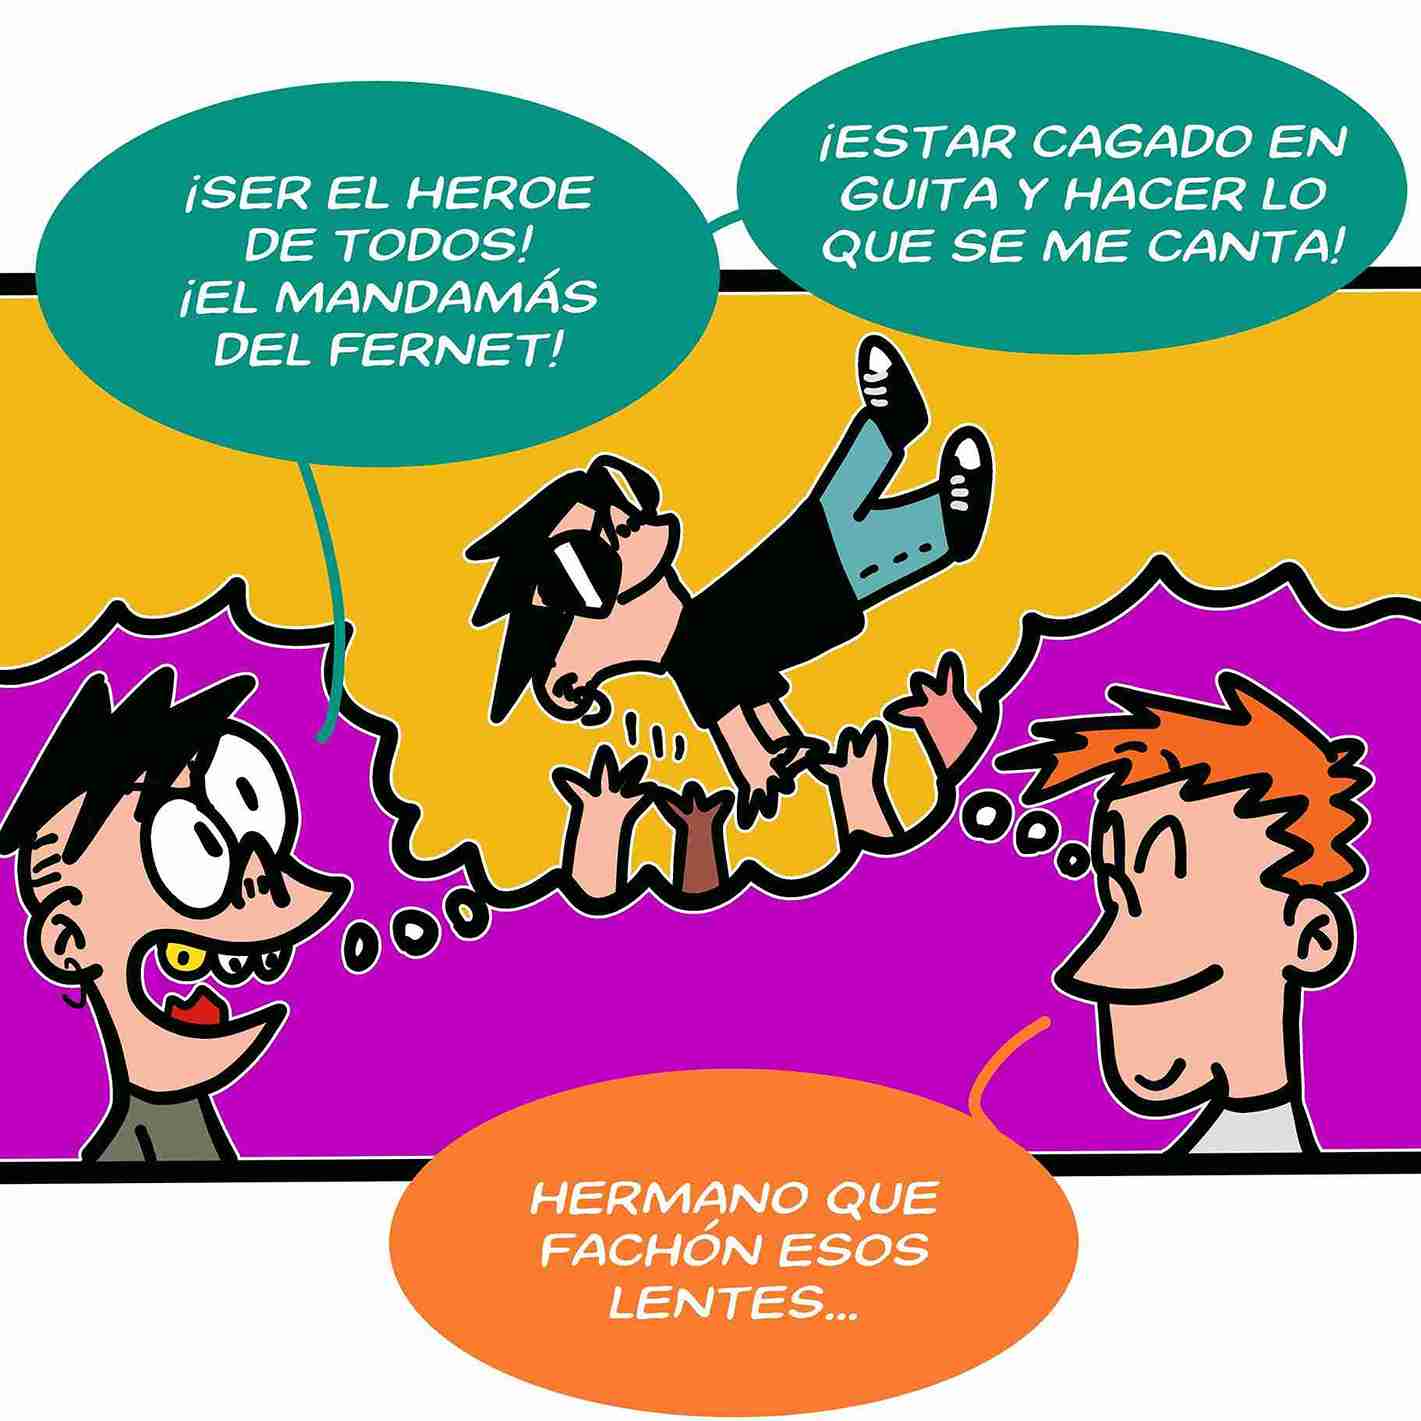 ¡SER EL HEROE
DE TODOS!
¡EL MANDAMÁS
DEL FERNET!
¡ESTAR CAGADO EN
GUITA Y HACER LO
QUE SE ME CANTA!
HERMANO QUE
FACHÓN ESOS
LENTES...